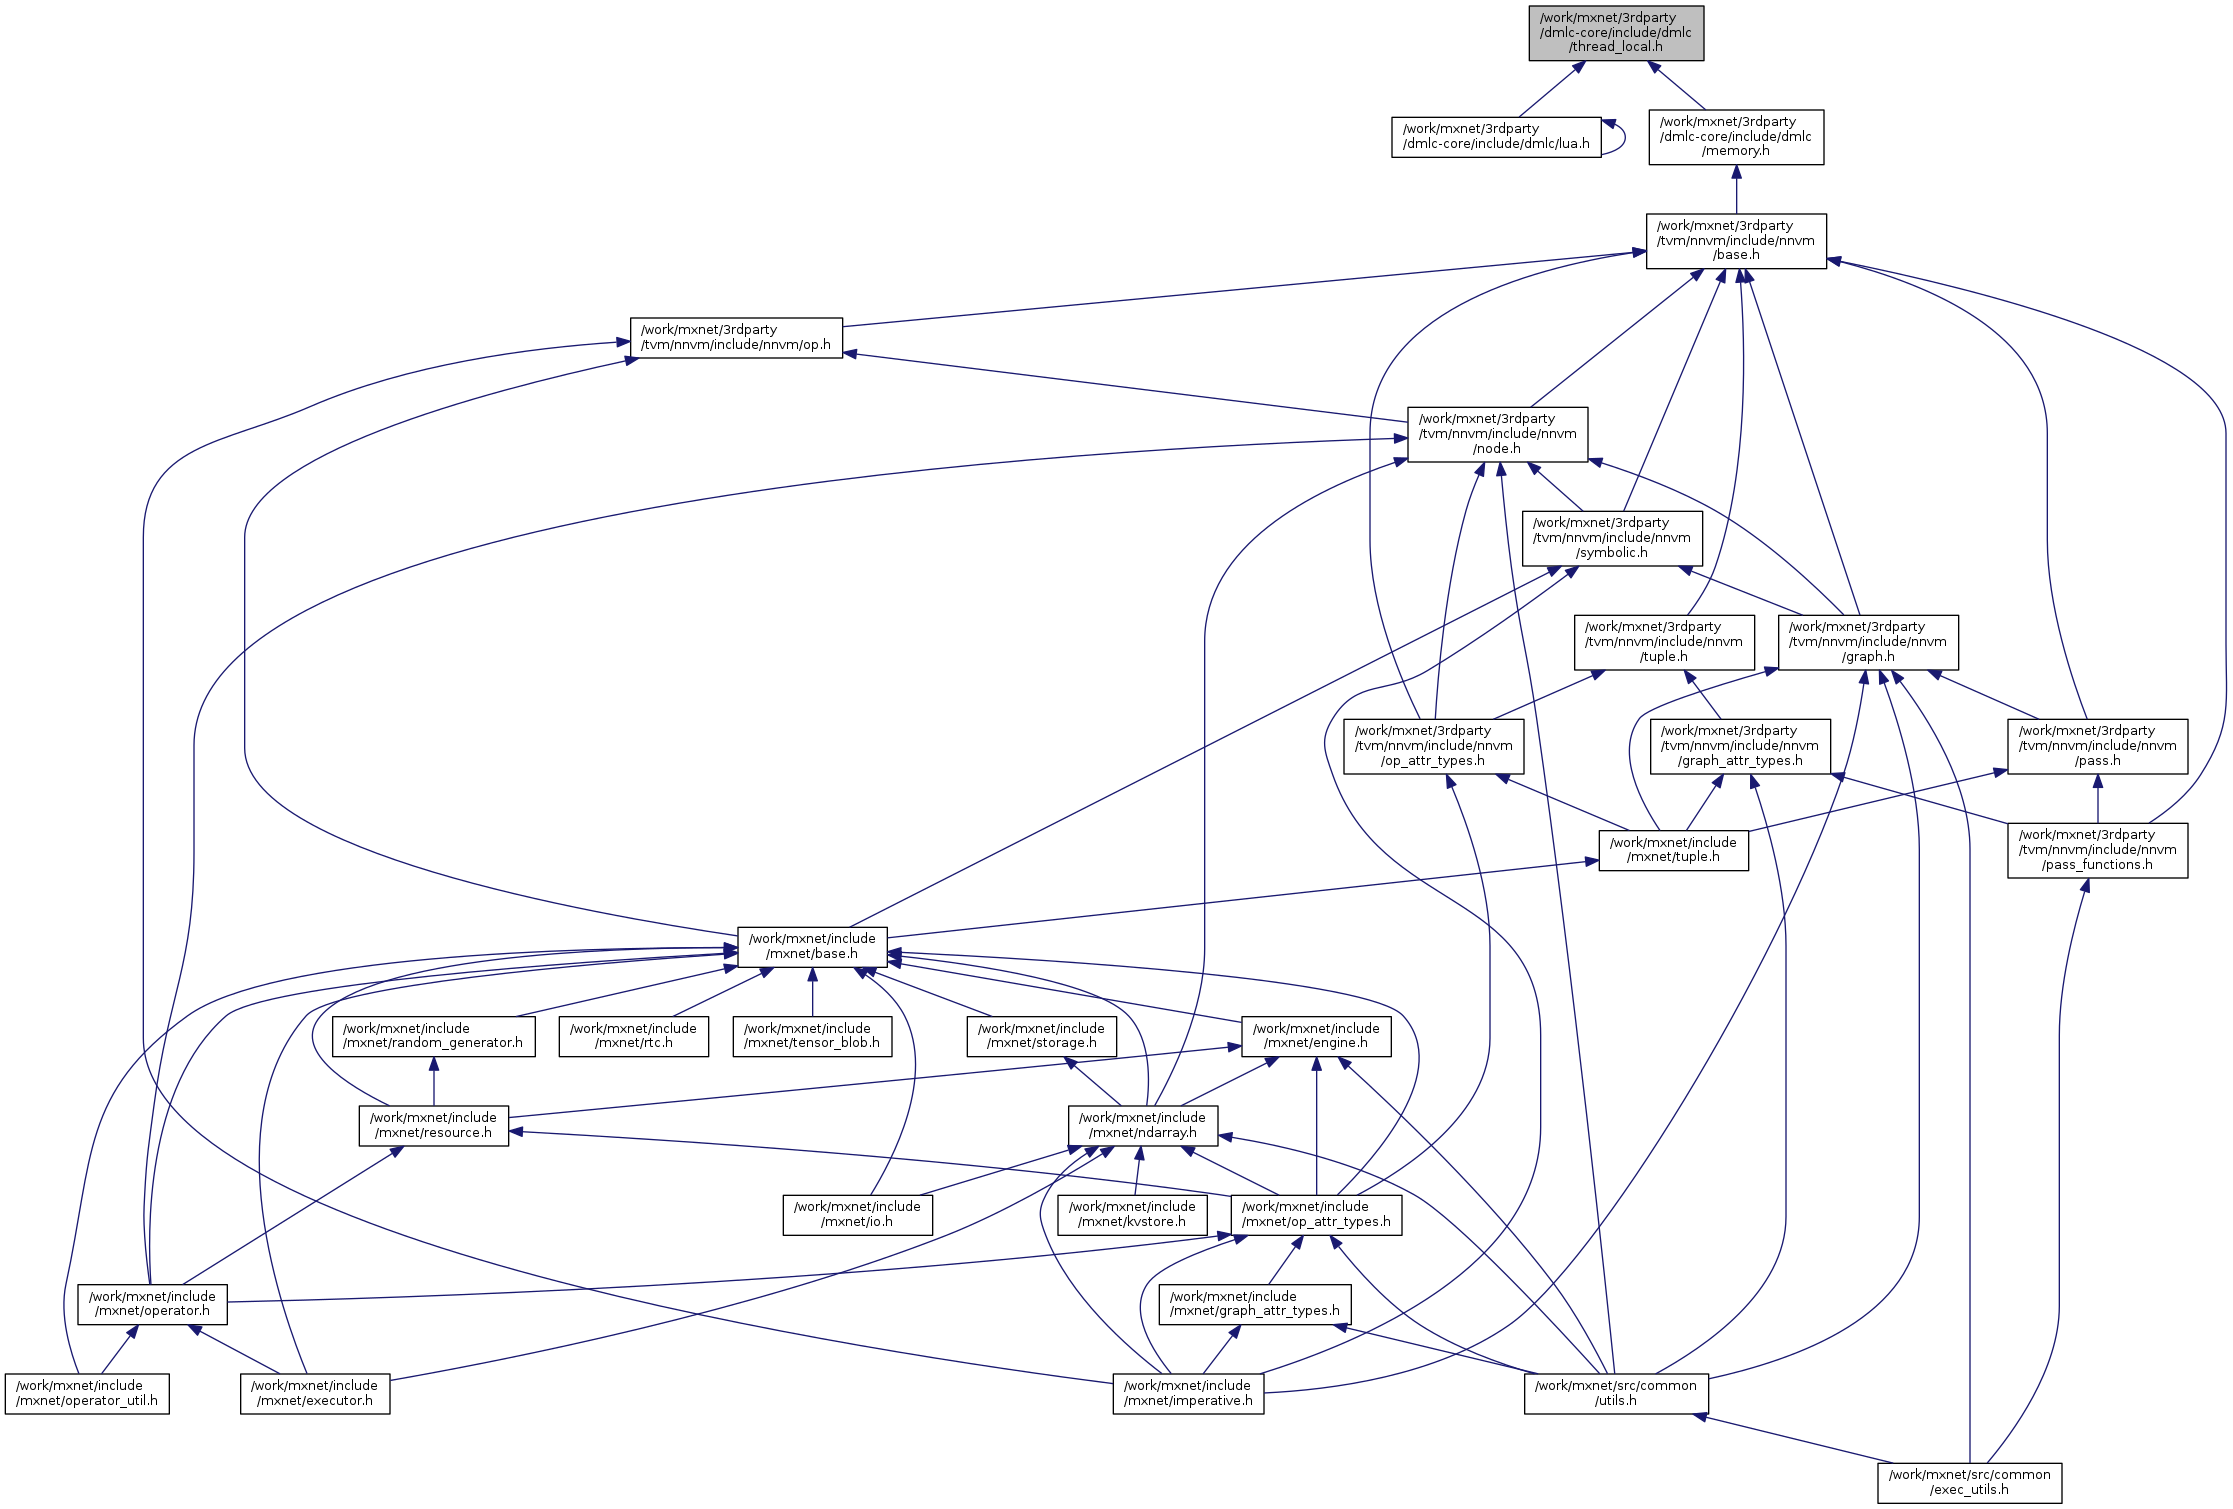 /work/mxnet/3rdparty
/dmlc-core/include/dmlc
/thread_local.h
/work/mxnet/3rdparty
/dmlc-core/include/dmlc/lua.h
/work/mxnet/3rdparty
/dmlc-core/include/dmlc
/memory.h
/work/mxnet/3rdparty
/tvm/nnvm/include/nnvm
/base.h
/work/mxnet/3rdparty
/tvm/nnvm/include/nnvm/op.h
/work/mxnet/3rdparty
/tvm/nnvm/include/nnvm
/node.h
/work/mxnet/3rdparty
/tvm/nnvm/include/nnvm
/symbolic.h
/work/mxnet/3rdparty
/tvm/nnvm/include/nnvm
/tuple.h
/work/mxnet/3rdparty
/tvm/nnvm/include/nnvm
/graph.h
/work/mxnet/3rdparty
/tvm/nnvm/include/nnvm
/op_attr_types.h
/work/mxnet/3rdparty
/tvm/nnvm/include/nnvm
/graph_attr_types.h
/work/mxnet/3rdparty
/tvm/nnvm/include/nnvm
/pass.h
/work/mxnet/include
/mxnet/tuple.h
/work/mxnet/3rdparty
/tvm/nnvm/include/nnvm
/pass_functions.h
/work/mxnet/include
/mxnet/base.h
/work/mxnet/include
/mxnet/random_generator.h
/work/mxnet/include
/mxnet/rtc.h
/work/mxnet/include
/mxnet/tensor_blob.h
/work/mxnet/include
/mxnet/storage.h
/work/mxnet/include
/mxnet/engine.h
/work/mxnet/include
/mxnet/resource.h
/work/mxnet/include
/mxnet/ndarray.h
/work/mxnet/include
/mxnet/io.h
/work/mxnet/include
/mxnet/kvstore.h
/work/mxnet/include
/mxnet/op_attr_types.h
/work/mxnet/include
/mxnet/operator.h
/work/mxnet/include
/mxnet/graph_attr_types.h
/work/mxnet/include
/mxnet/operator_util.h
/work/mxnet/include
/mxnet/executor.h
/work/mxnet/include
/mxnet/imperative.h
/work/mxnet/src/common
/utils.h
/work/mxnet/src/common
/exec_utils.h